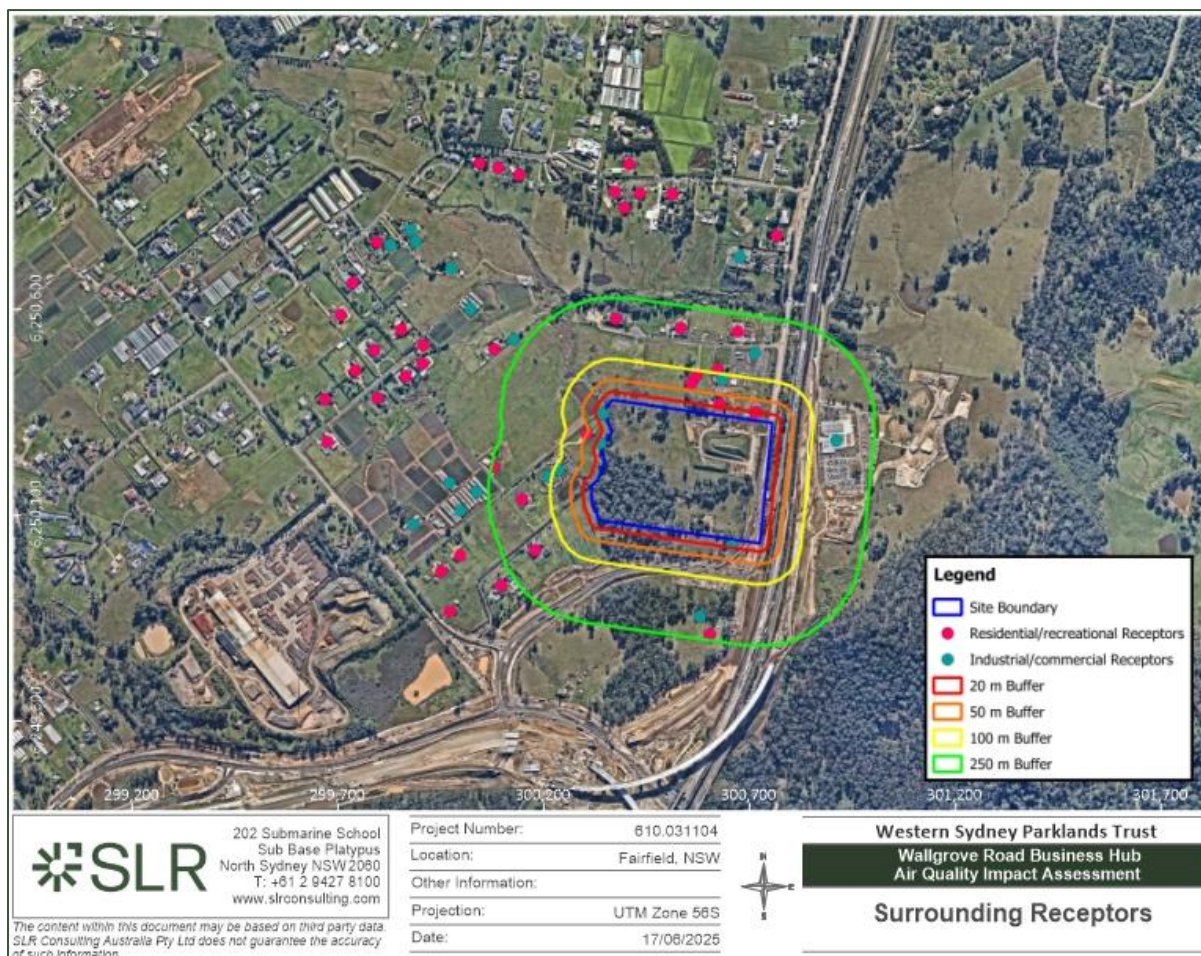 6,250,600
6,250,100
299,200
299,700
300,200
300,700
301,200
301,700
Legend
Site Boundary
Residential/recreational Receptors
Industrial/commercial Receptors
20 m Buffer
50 m Buffer
100 m Buffer
250 m Buffer
SLR
202 Submarine School
Sub Base Platypus
North Sydney NSW 2060
T: +61 2 9427 8100
www.slrconsulting.com
The content within this document may be based on third party data.
SLR Consulting Australia Pty Ltd does not guarantee the accuracy
of such information.
Project Number: 610.031104
Location: Fairfield, NSW
Other Information:
Projection: UTM Zone 56S
Date: 17/06/2025
N
E
S
Western Sydney Parklands Trust
Wallgrove Road Business Hub
Air Quality Impact Assessment
Surrounding Receptors